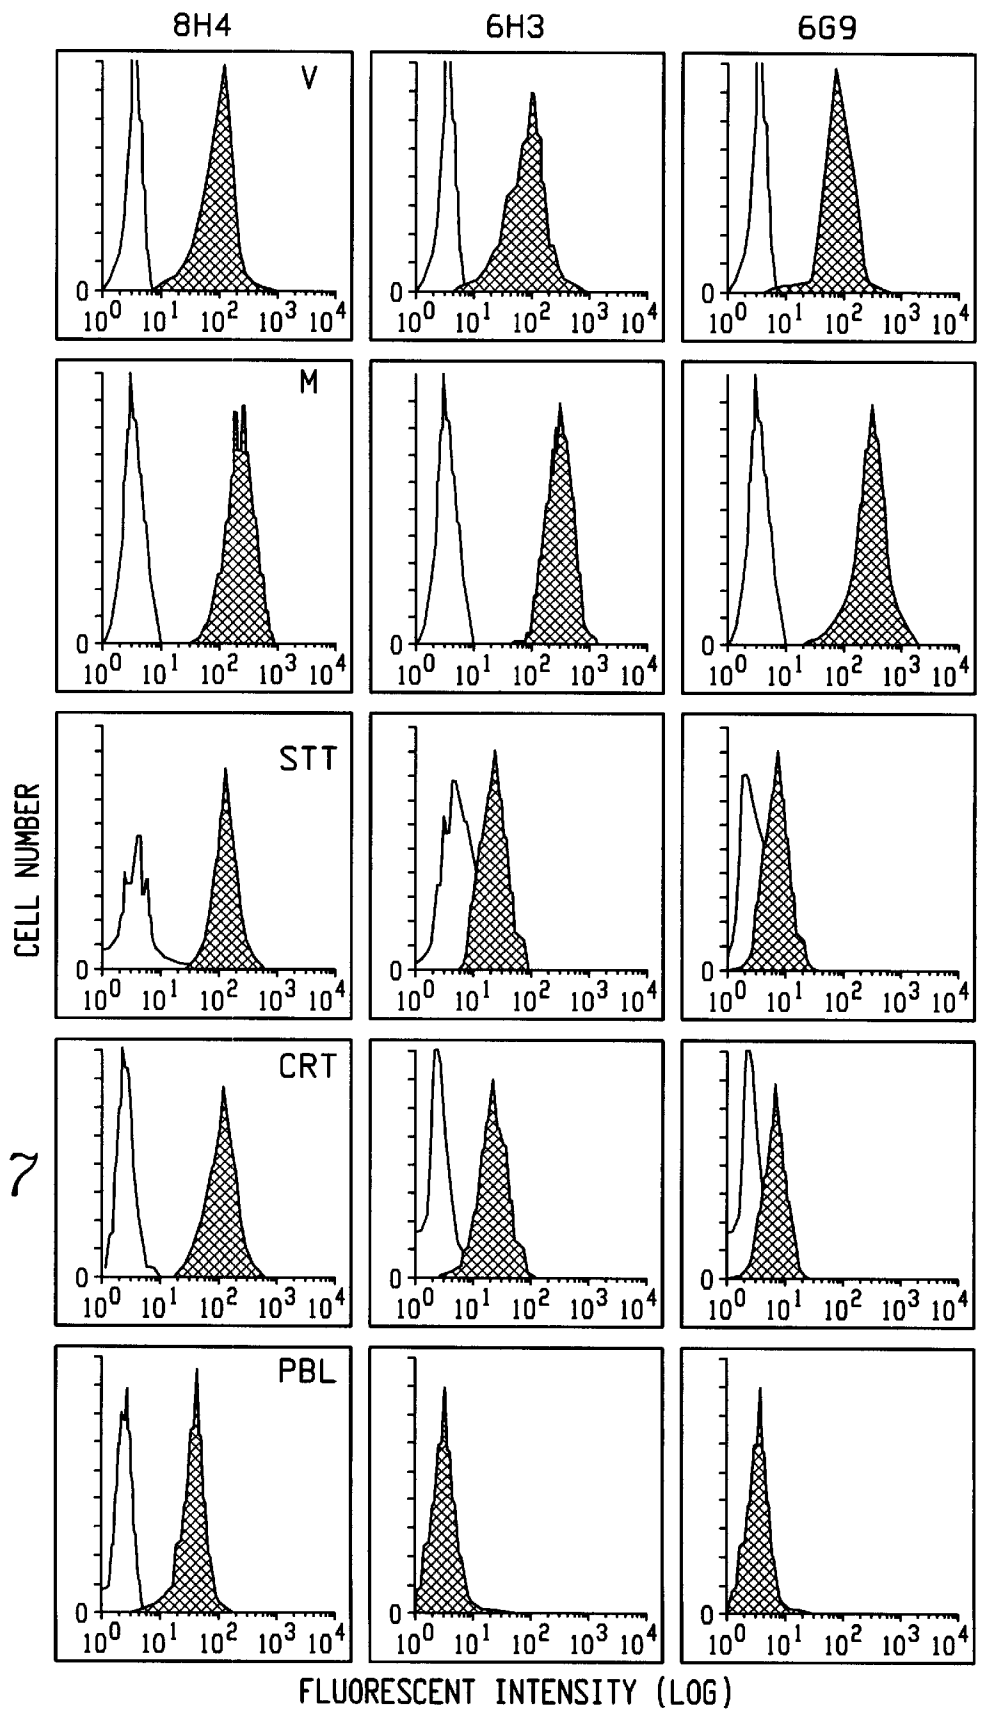 8H4 6H3 6G9
V
0 0 0
10⁰ 10¹ 10² 10³ 10⁴ 10⁰ 10¹ 10² 10³ 10⁴ 10⁰ 10¹ 10² 10³ 10⁴
M
0 0 0
10⁰ 10¹ 10² 10³ 10⁴ 10⁰ 10¹ 10² 10³ 10⁴ 10⁰ 10¹ 10² 10³ 10⁴
STT
CELL NUMBER
0 0 0
10⁰ 10¹ 10² 10³ 10⁴ 10⁰ 10¹ 10² 10³ 10⁴ 10⁰ 10¹ 10² 10³ 10⁴
CRT
0 0 0
10⁰ 10¹ 10² 10³ 10⁴ 10⁰ 10¹ 10² 10³ 10⁴ 10⁰ 10¹ 10² 10³ 10⁴
PBL
0 0 0
10⁰ 10¹ 10² 10³ 10⁴ 10⁰ 10¹ 10² 10³ 10⁴ 10⁰ 10¹ 10² 10³ 10⁴
FLUORESCENT INTENSITY (LOG)